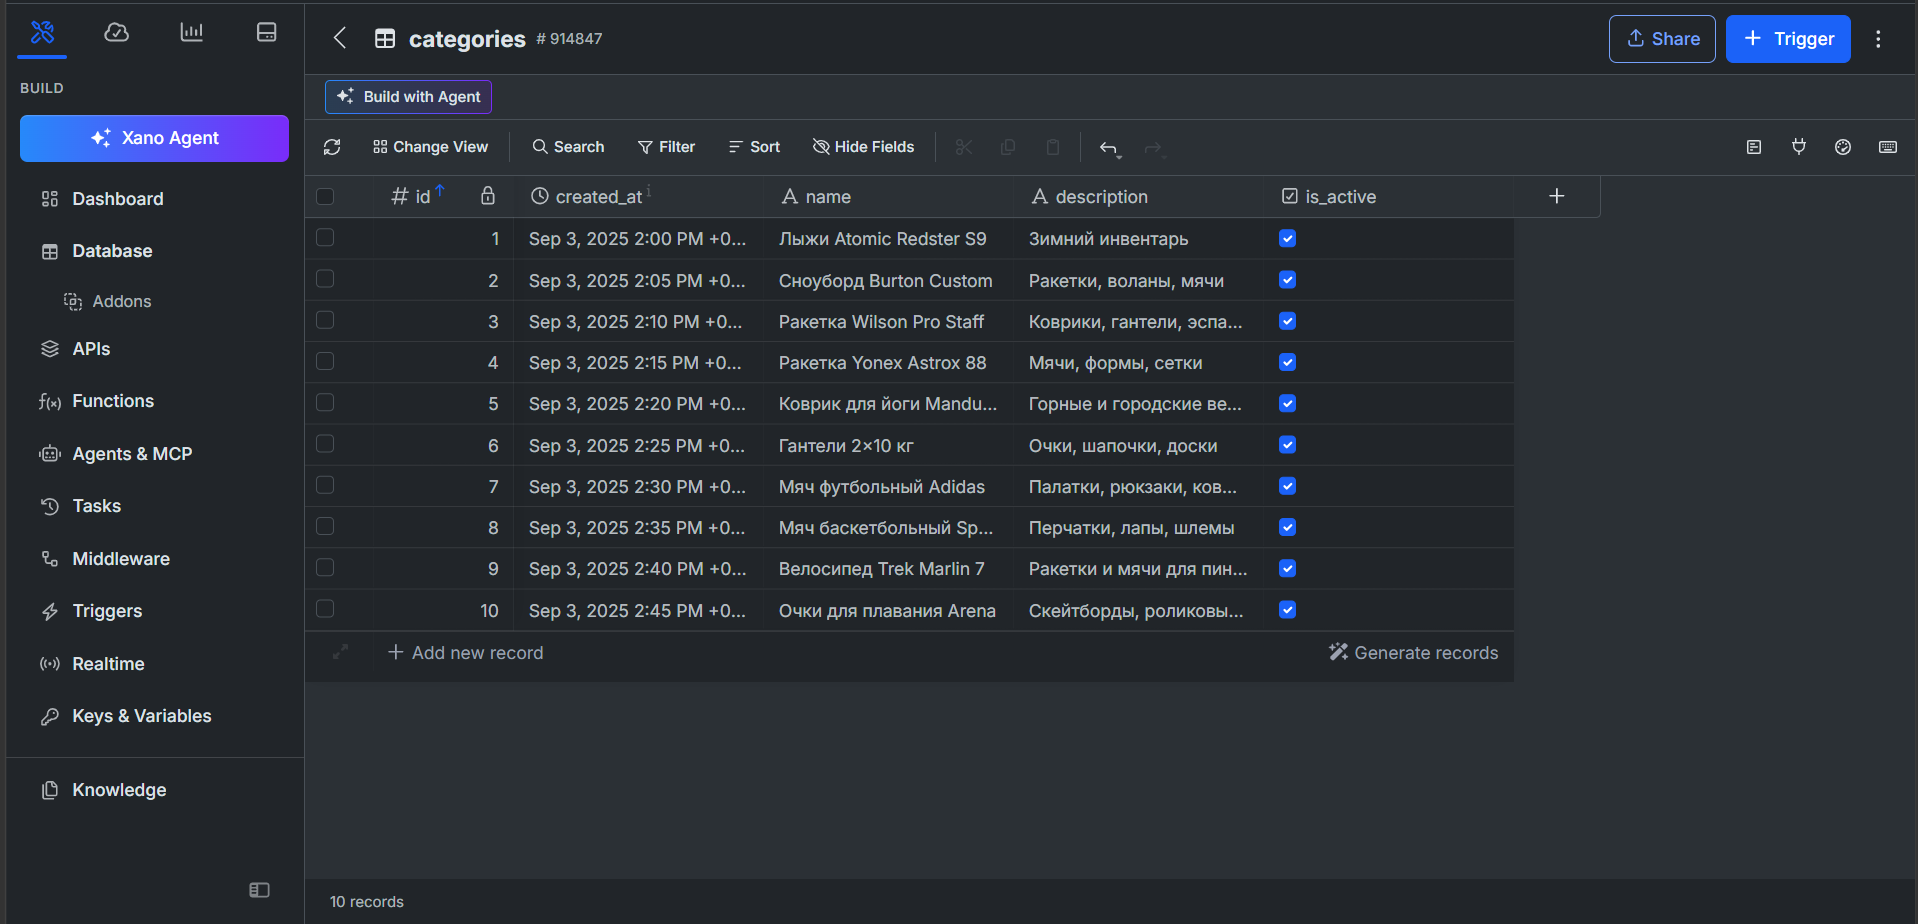 categories # 914847
Share
Trigger
BUILD
Build with Agent
Xano Agent
Change View
Search
Filter
Sort
Hide Fields
Dashboard
Database
Addons
APIs
Functions
Agents & MCP
Tasks
Middleware
Triggers
Realtime
Keys & Variables
Knowledge
# id created_at i name description is_active
1 Sep 3, 2025 2:00 PM +0... Лыжи Atomic Redster S9 Зимний инвентарь
2 Sep 3, 2025 2:05 PM +0... Сноуборд Burton Custom Ракетки, воланы, мячи
3 Sep 3, 2025 2:10 PM +0... Ракетка Wilson Pro Staff Коврики, гантели, эспа...
4 Sep 3, 2025 2:15 PM +0... Ракетка Yonex Astrox 88 Мячи, формы, сетки
5 Sep 3, 2025 2:20 PM +0... Коврик для йоги Mandu... Горные и городские ве...
6 Sep 3, 2025 2:25 PM +0... Гантели 2×10 кг Очки, шапочки, доски
7 Sep 3, 2025 2:30 PM +0... Мяч футбольный Adidas Палатки, рюкзаки, ков...
8 Sep 3, 2025 2:35 PM +0... Мяч баскетбольный Sp... Перчатки, лапы, шлемы
9 Sep 3, 2025 2:40 PM +0... Велосипед Trek Marlin 7 Ракетки и мячи для пин...
10 Sep 3, 2025 2:45 PM +0... Очки для плавания Arena Скейтборды, роликовы...
Add new record
Generate records
10 records